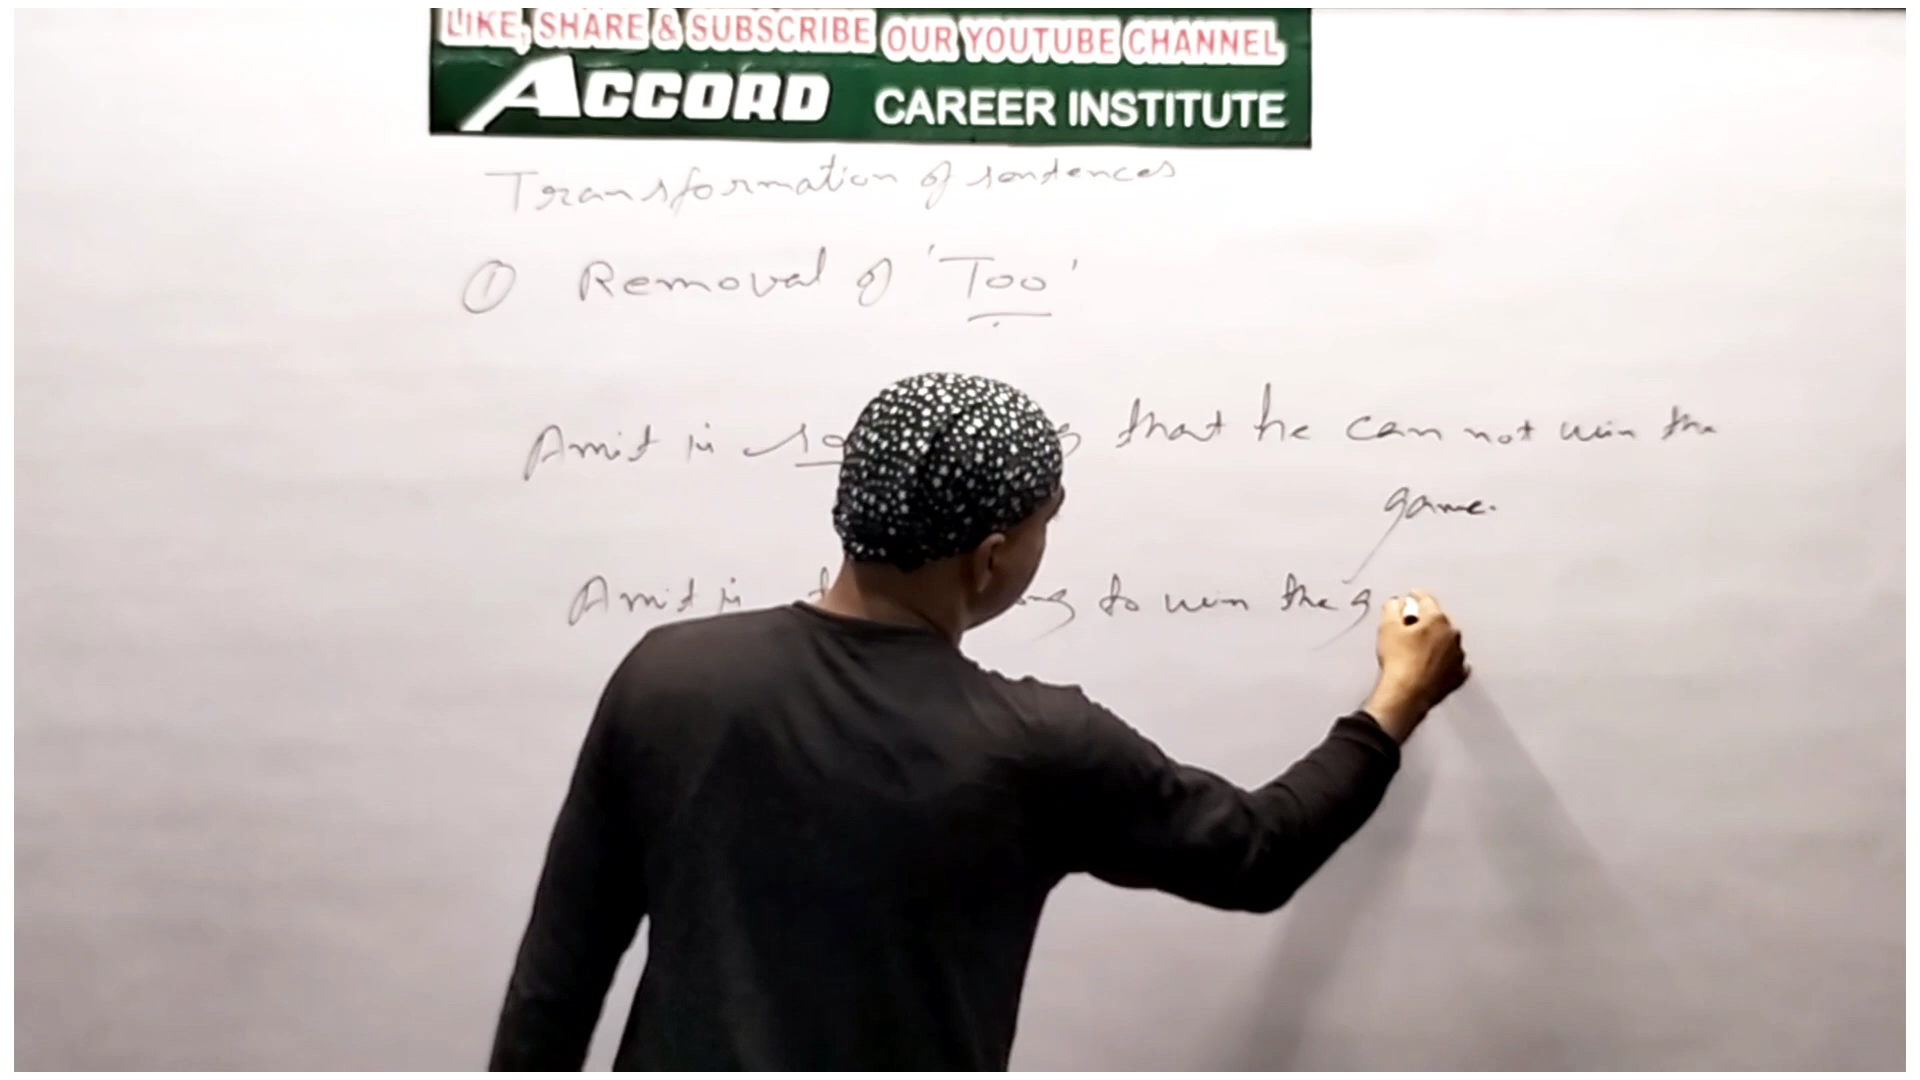 LIKE, SHARE & SUBSCRIBE OUR YOUTUBE CHANNEL
ACCORD CAREER INSTITUTE
Transformation of sentences
① Removal of 'Too'
Amit is so that he can not win the
game.
Amit is to win the